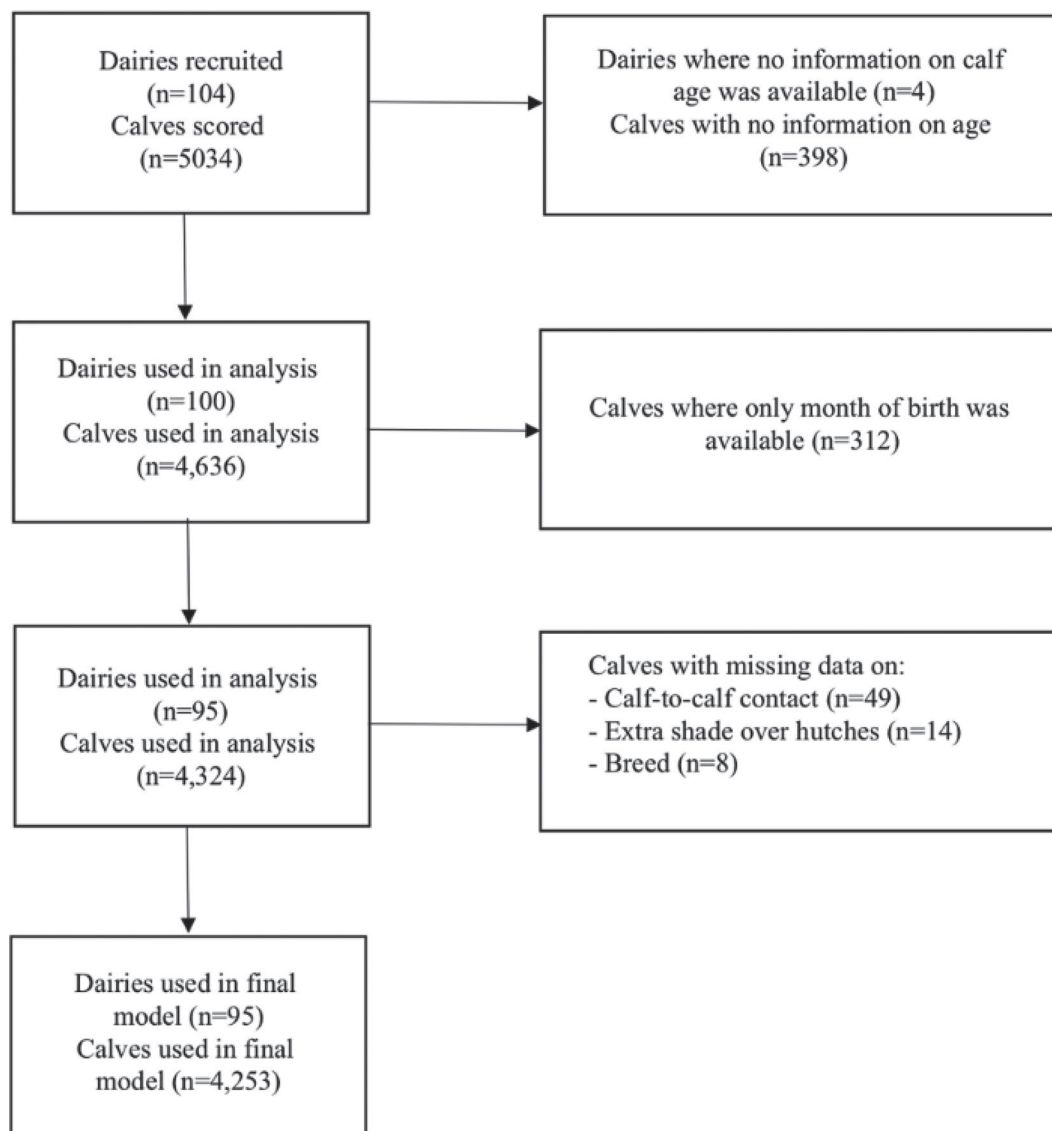 Dairies recruited
(n=104)
Calves scored
(n=5034)
Dairies where no information on calf
age was available (n=4)
Calves with no information on age
(n=398)
Dairies used in analysis
(n=100)
Calves used in analysis
(n=4,636)
Calves where only month of birth was
available (n=312)
Dairies used in analysis
(n=95)
Calves used in analysis
(n=4,324)
Calves with missing data on:
- Calf-to-calf contact (n=49)
- Extra shade over hutches (n=14)
- Breed (n=8)
Dairies used in final
model (n=95)
Calves used in final
model (n=4,253)